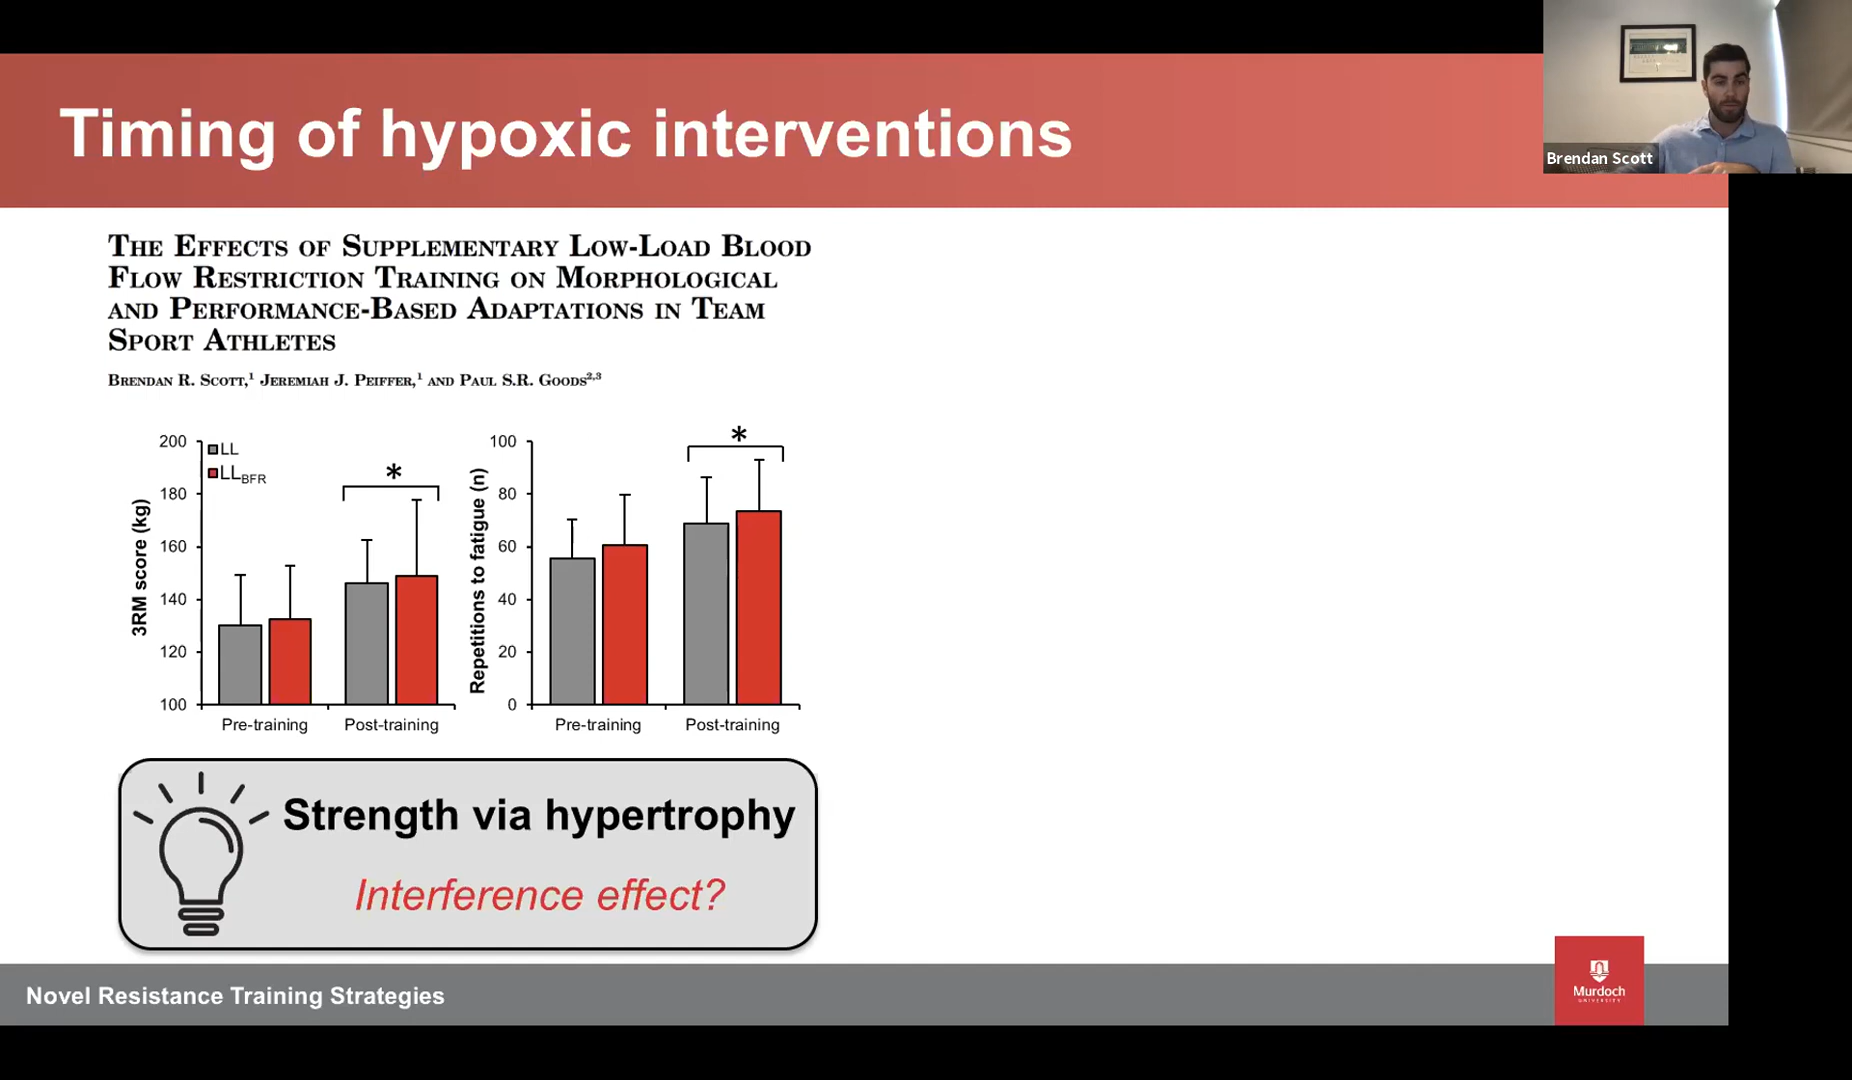 Timing of hypoxic interventions
Brendan Scott
The Effects of Supplementary Low-Load Blood
Flow Restriction Training on Morphological
and Performance-Based Adaptations in Team
Sport Athletes
Brendan R. Scott,1 Jeremiah J. Peiffer,1 and Paul S.R. Goods2,3
3RM score (kg)
200
180
160
140
120
100
LL
LLBFR
*
Pre-training
Post-training
Repetitions to fatigue (n)
100
80
60
40
20
0
*
Pre-training
Post-training
Strength via hypertrophy
Interference effect?
Novel Resistance Training Strategies
Murdoch
UNIVERSITY